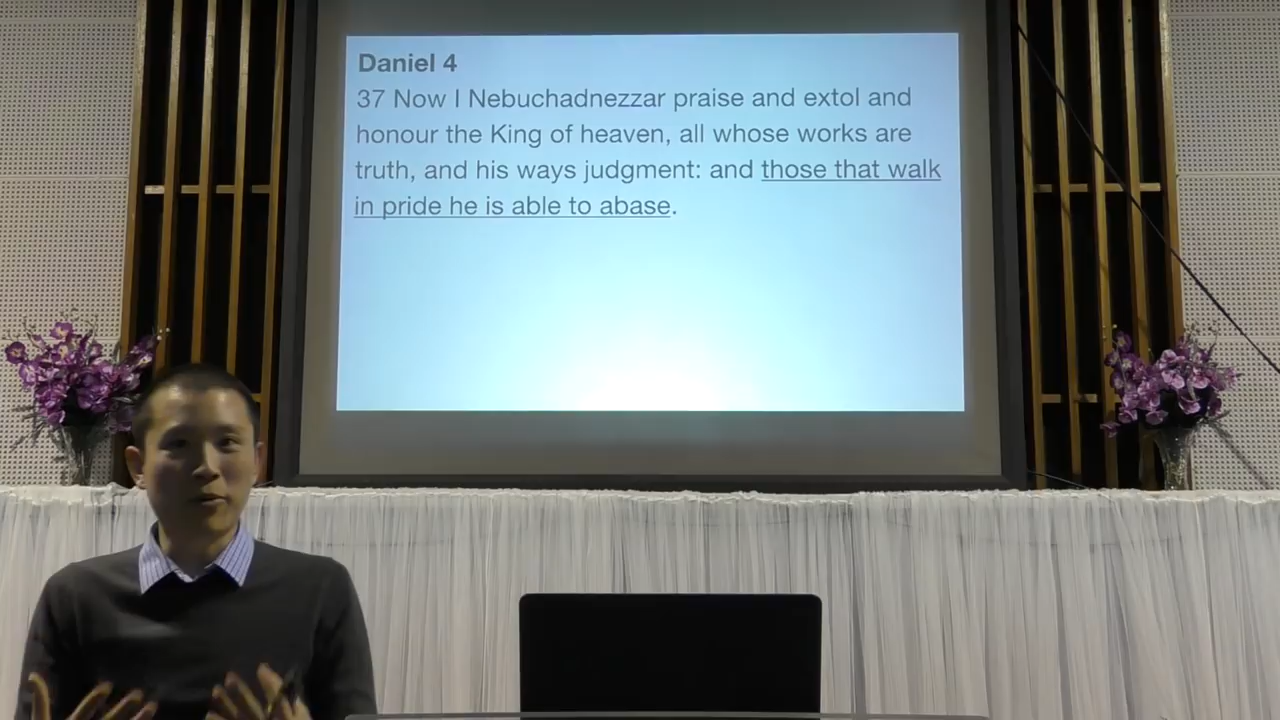 Daniel 4
37 Now I Nebuchadnezzar praise and extol and
honour the King of heaven, all whose works are
truth, and his ways judgment: and those that walk
in pride he is able to abase.